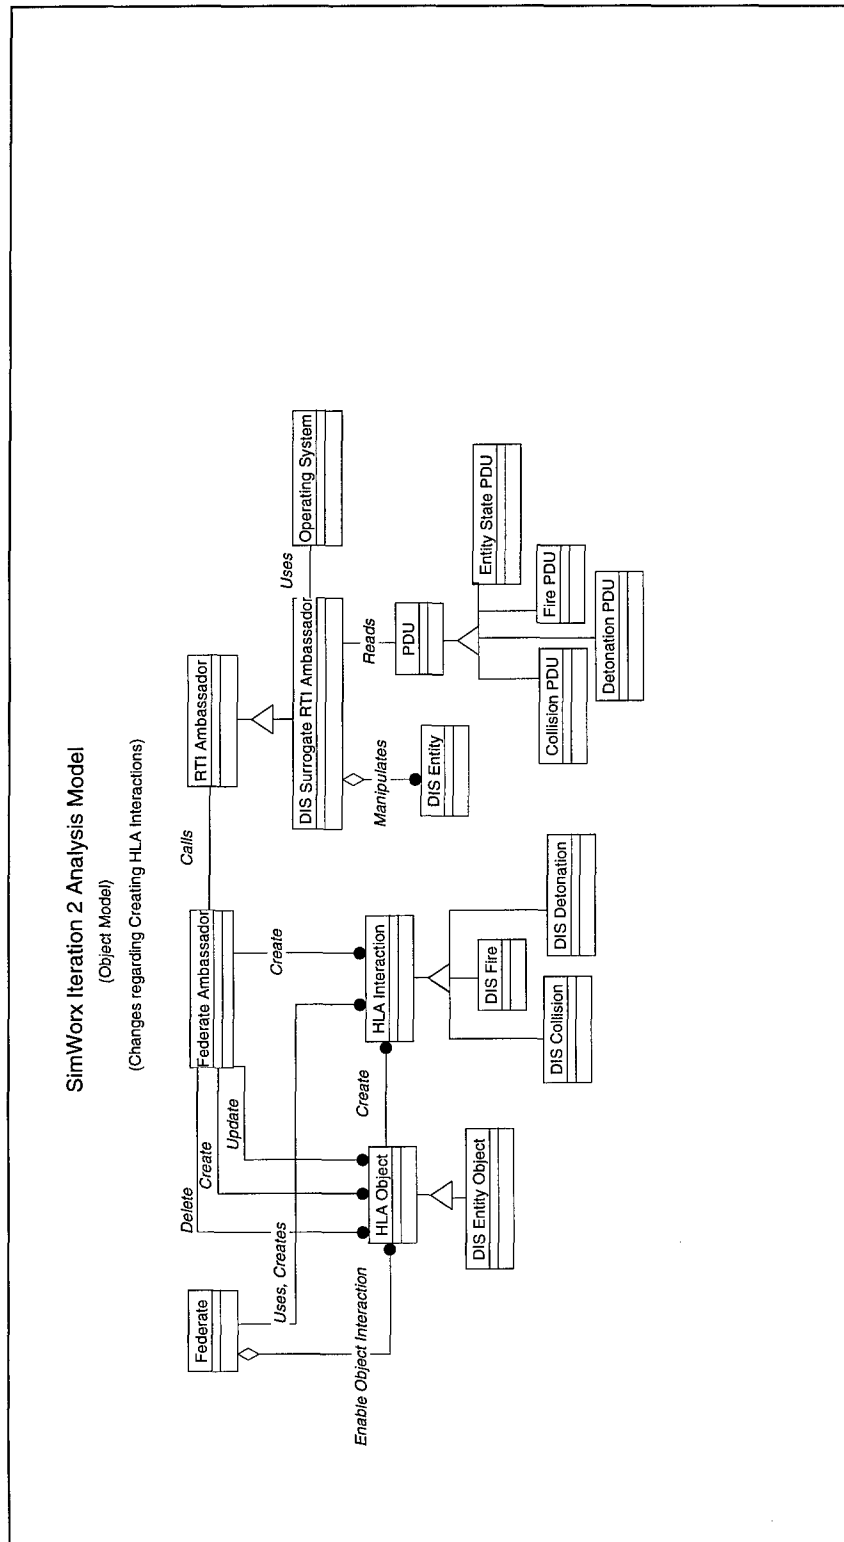 SimWorx Iteration 2 Analysis Model
(Object Model)
(Changes regarding Creating HLA Interactions)
Federate
Federate Ambassador
Calls
RTI Ambassador
Delete
Create
Update
Uses, Creates
Create
Enable Object Interaction
HLA Object
Create
HLA Interaction
DIS Surrogate RTI Ambassador
Uses
Operating System
Manipulates
Reads
DIS Entity
PDU
DIS Entity Object
DIS Collision
DIS Fire
DIS Detonation
Collision PDU
Detonation PDU
Fire PDU
Entity State PDU